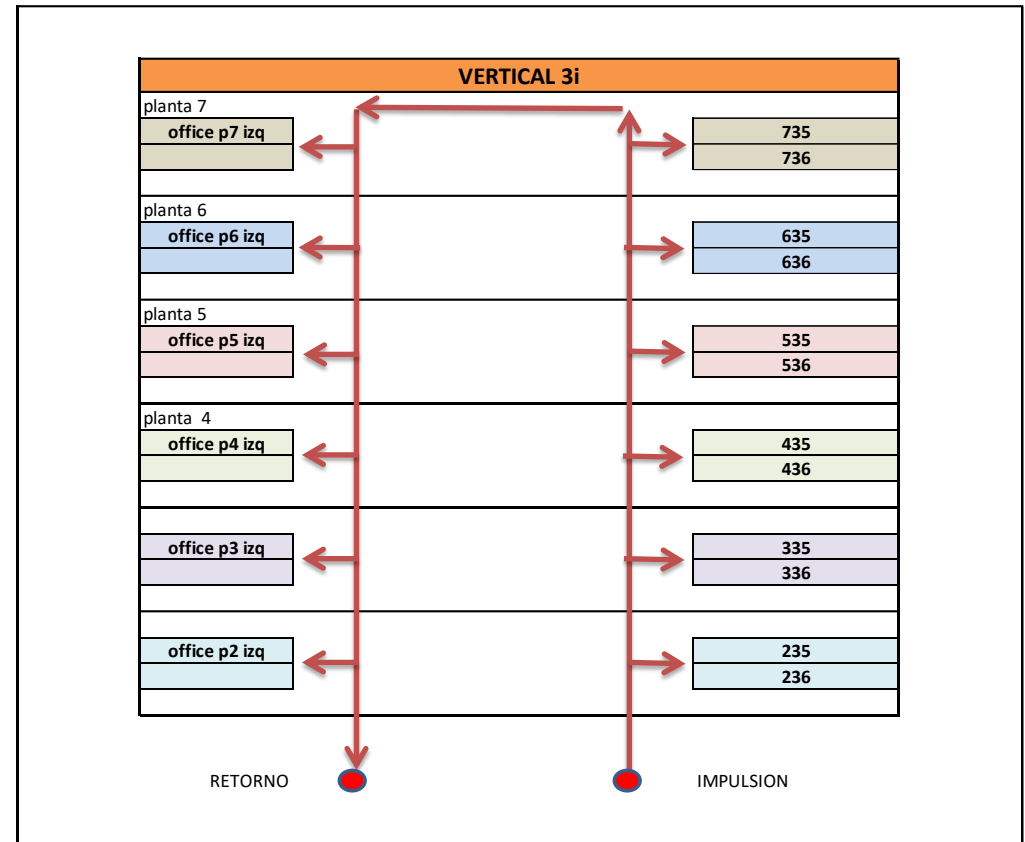 VERTICAL 3i
planta 7
office p7 izq
735
736
planta 6
office p6 izq
635
636
planta 5
office p5 izq
535
536
planta  4
office p4 izq
435
436
office p3 izq
335
336
office p2 izq
235
236
RETORNO
IMPULSION